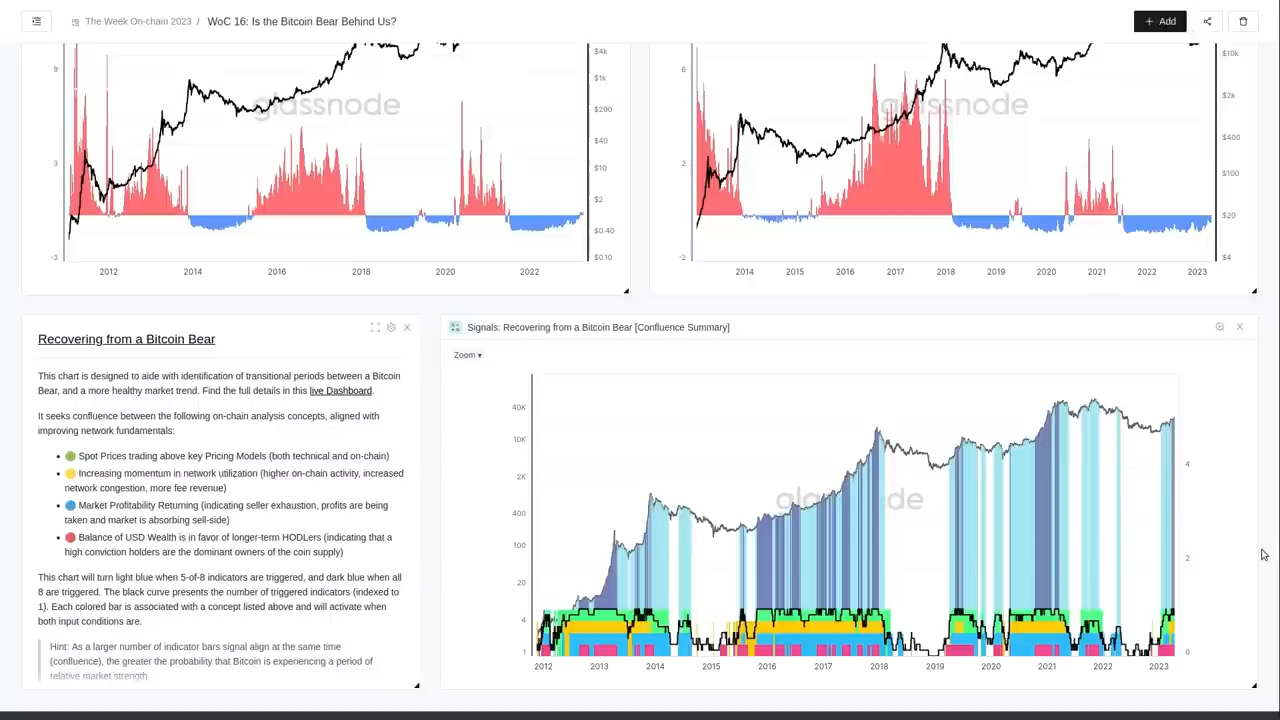 The Week On-chain 2023 / WoC 16: Is the Bitcoin Bear Behind Us?
+ Add
9
3
-3
$4k
$1k
$200
$40
$10
$2
$0.40
$0.10
glassnode
2012 2014 2016 2018 2020 2022
6
2
-2
$10k
$2k
$400
$100
$20
$4
glassnode
2014 2015 2016 2017 2018 2019 2020 2021 2022 2023
Recovering from a Bitcoin Bear
This chart is designed to aide with identification of transitional periods between a Bitcoin
Bear, and a more healthy market trend. Find the full details in this live Dashboard.
It seeks confluence between the following on-chain analysis concepts, aligned with
improving network fundamentals:
• Spot Prices trading above key Pricing Models (both technical and on-chain)
• Increasing momentum in network utilization (higher on-chain activity, increased
network congestion, more fee revenue)
• Market Profitability Returning (indicating seller exhaustion, profits are being
taken and market is absorbing sell-side)
• Balance of USD Wealth is in favor of longer-term HODLers (indicating that a
high conviction holders are the dominant owners of the coin supply)
This chart will turn light blue when 5-of-8 indicators are triggered, and dark blue when all
8 are triggered. The black curve presents the number of triggered indicators (indexed to
1). Each colored bar is associated with a concept listed above and will activate when
both input conditions are.
Hint: As a larger number of indicator bars signal align at the same time
(confluence), the greater the probability that Bitcoin is experiencing a period of
relative market strength.
Signals: Recovering from a Bitcoin Bear [Confluence Summary]
Zoom ▾
40K
10K
2K
400
100
20
4
1
4
2
0
glassnode
2012 2013 2014 2015 2016 2017 2018 2019 2020 2021 2022 2023